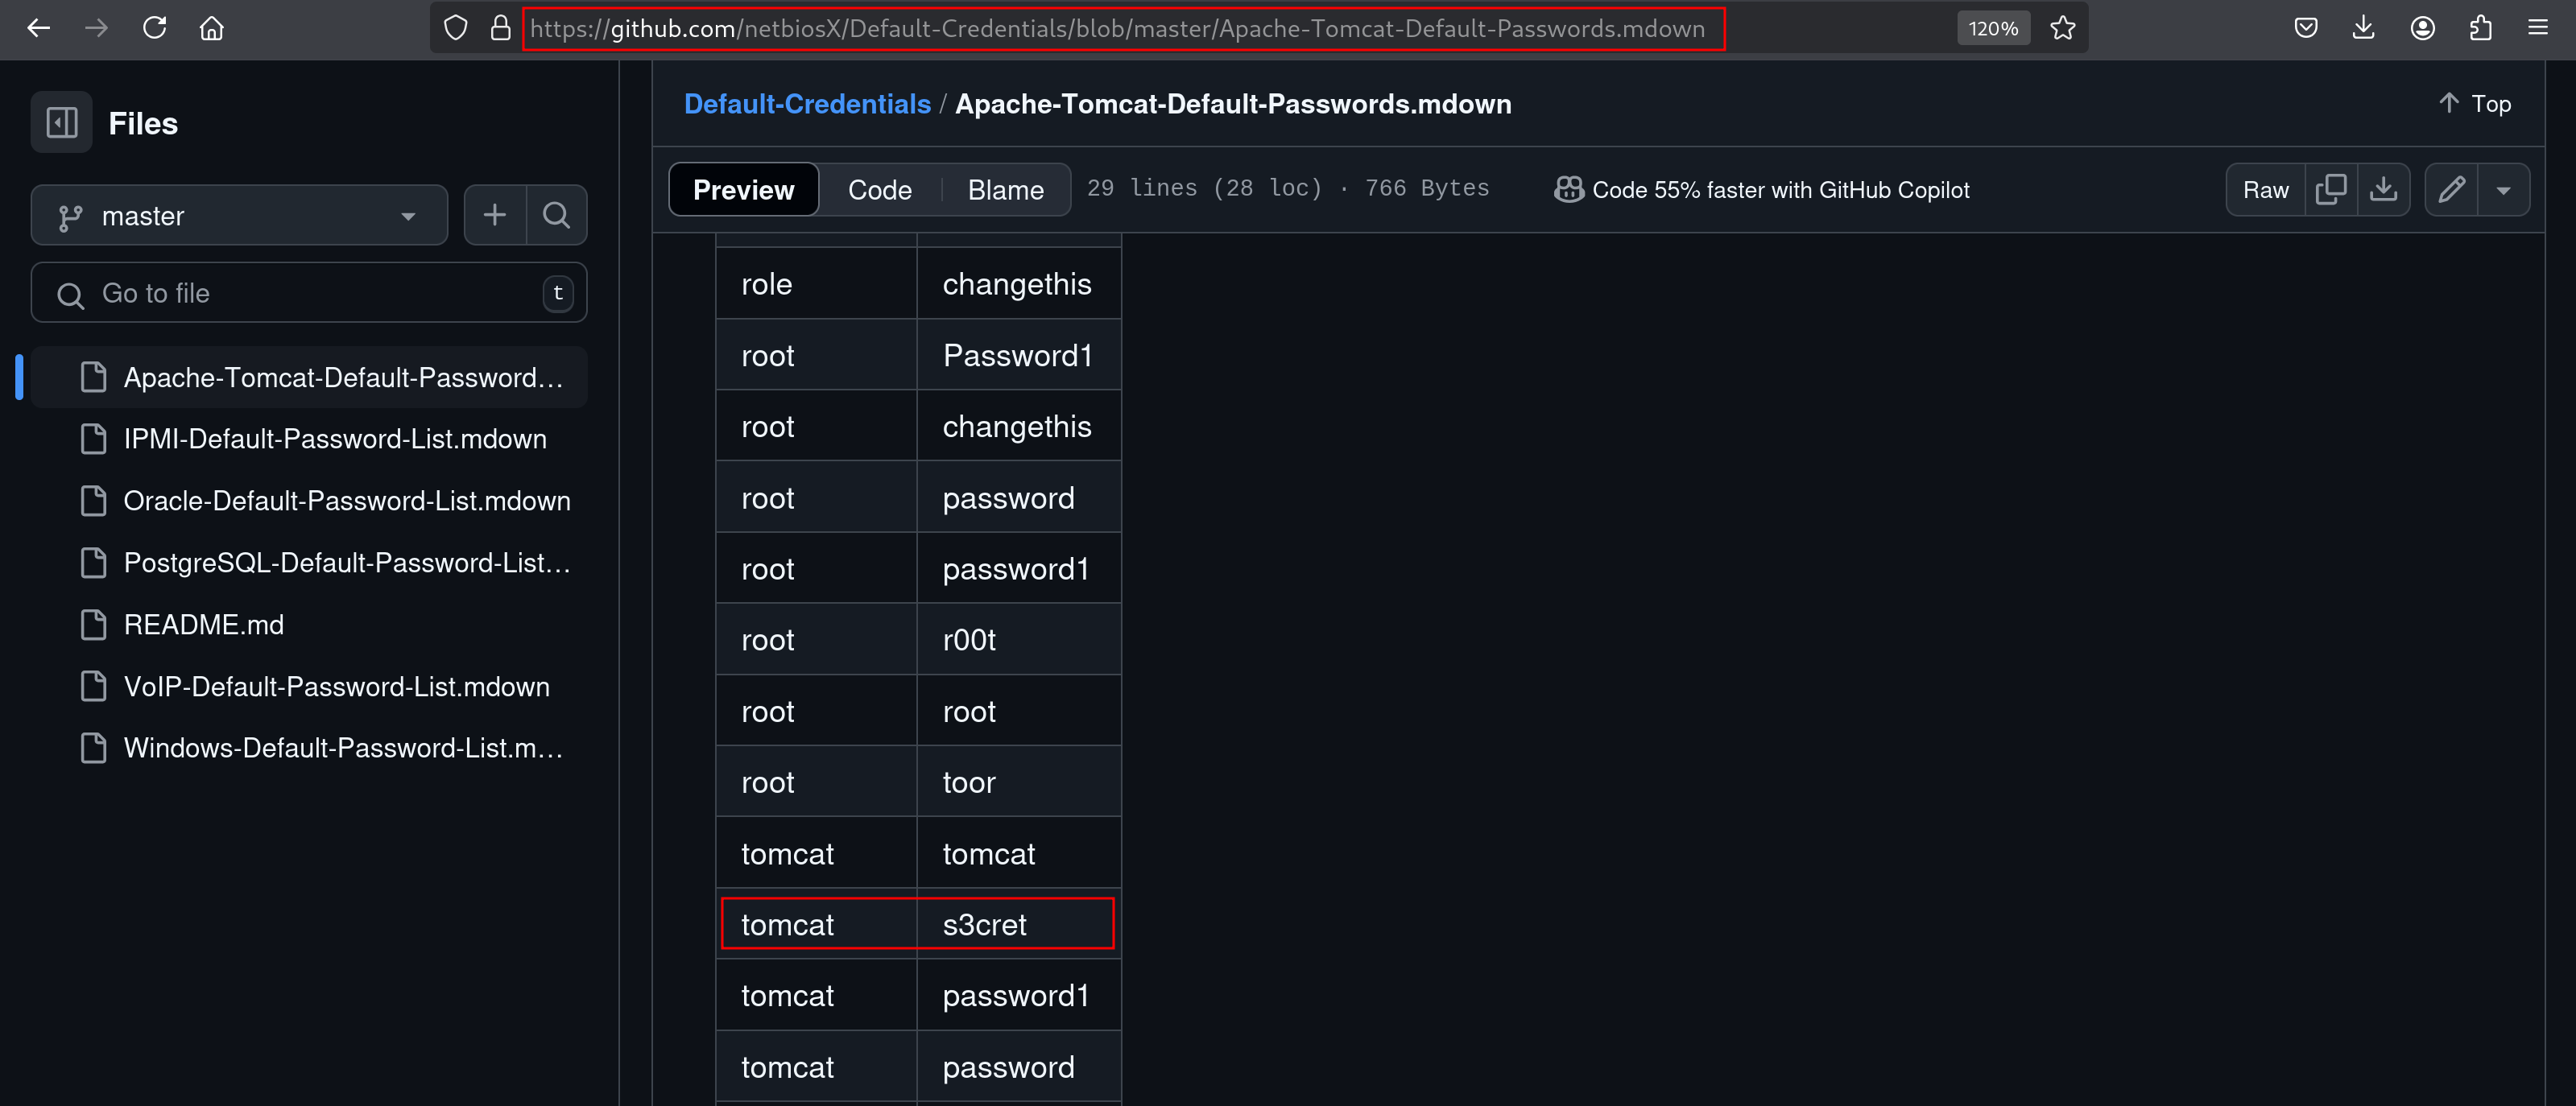 https://github.com/netbiosX/Default-Credentials/blob/master/Apache-Tomcat-Default-Passwords.mdown 120%
Files
Default-Credentials / Apache-Tomcat-Default-Passwords.mdown Top
master
Preview Code Blame 29 lines (28 loc) · 766 Bytes Code 55% faster with GitHub Copilot Raw
Go to file t
Apache-Tomcat-Default-Password...
IPMI-Default-Password-List.mdown
Oracle-Default-Password-List.mdown
PostgreSQL-Default-Password-List...
README.md
VoIP-Default-Password-List.mdown
Windows-Default-Password-List.m...
role changethis
root Password1
root changethis
root password
root password1
root r00t
root root
root toor
tomcat tomcat
tomcat s3cret
tomcat password1
tomcat password